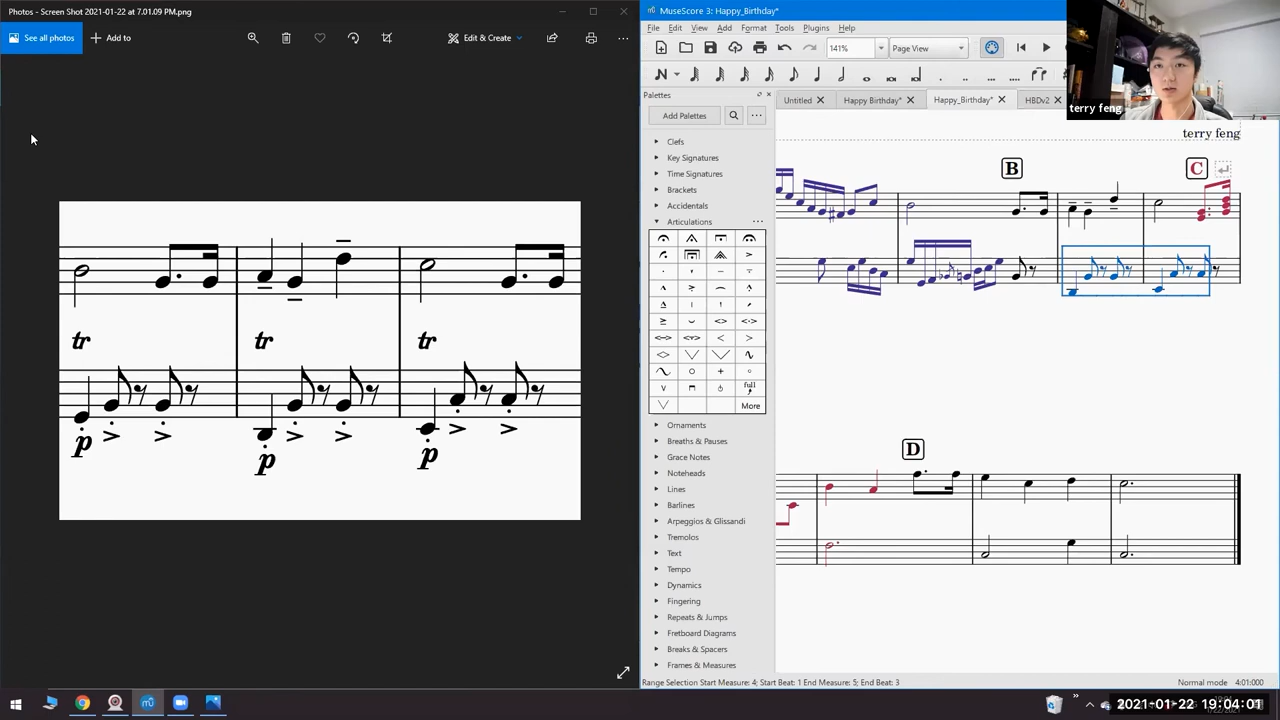 Photos - Screen Shot 2021-01-22 at 7.01.09 PM.png
See all photos
Add to
Edit & Create
tr tr tr
p p p
MuseScore 3: Happy_Birthday*
File Edit View Add Format Tools Plugins Help
141% Page View
Palettes
Untitled Happy Birthday* Happy_Birthday* HBDv2
Add Palettes
terry feng
terry feng
Clefs
Key Signatures
Time Signatures
Brackets
Accidentals
Articulations
full
More
Ornaments
Breaths & Pauses
Grace Notes
Noteheads
Lines
Barlines
Arpeggios & Glissandi
Tremolos
Text
Tempo
Dynamics
Fingering
Repeats & Jumps
Fretboard Diagrams
Breaks & Spacers
Frames & Measures
B C
D
Range Selection Start Measure: 4; Start Beat: 1 End Measure: 5; End Beat: 3
Normal mode 4:01:000
2021-01-22 19:04:01